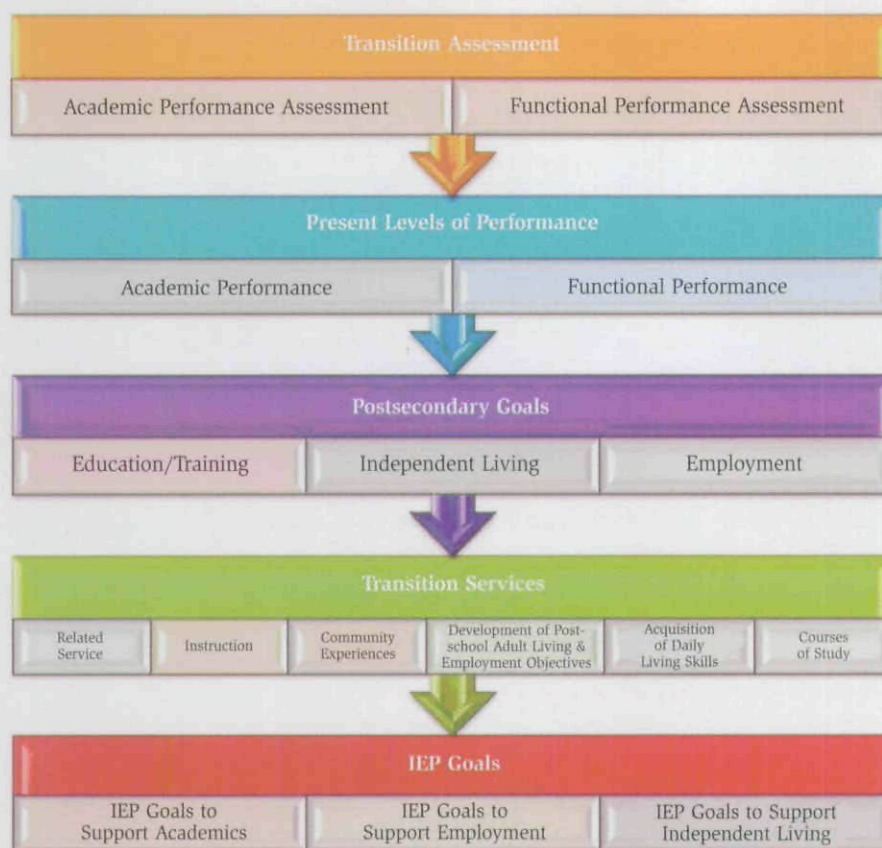 Transition Assessment
Academic Performance Assessment
Functional Performance Assessment
Present Levels of Performance
Academic Performance
Functional Performance
Postsecondary Goals
Education/Training
Independent Living
Employment
Transition Services
Related
Service
Instruction
Community
Experiences
Development of Post-
school Adult Living &
Employment Objectives
Acquisition
of Daily
Living Skills
Courses
of Study
IEP Goals
IEP Goals to
Support Academics
IEP Goals to
Support Employment
IEP Goals to Support
Independent Living